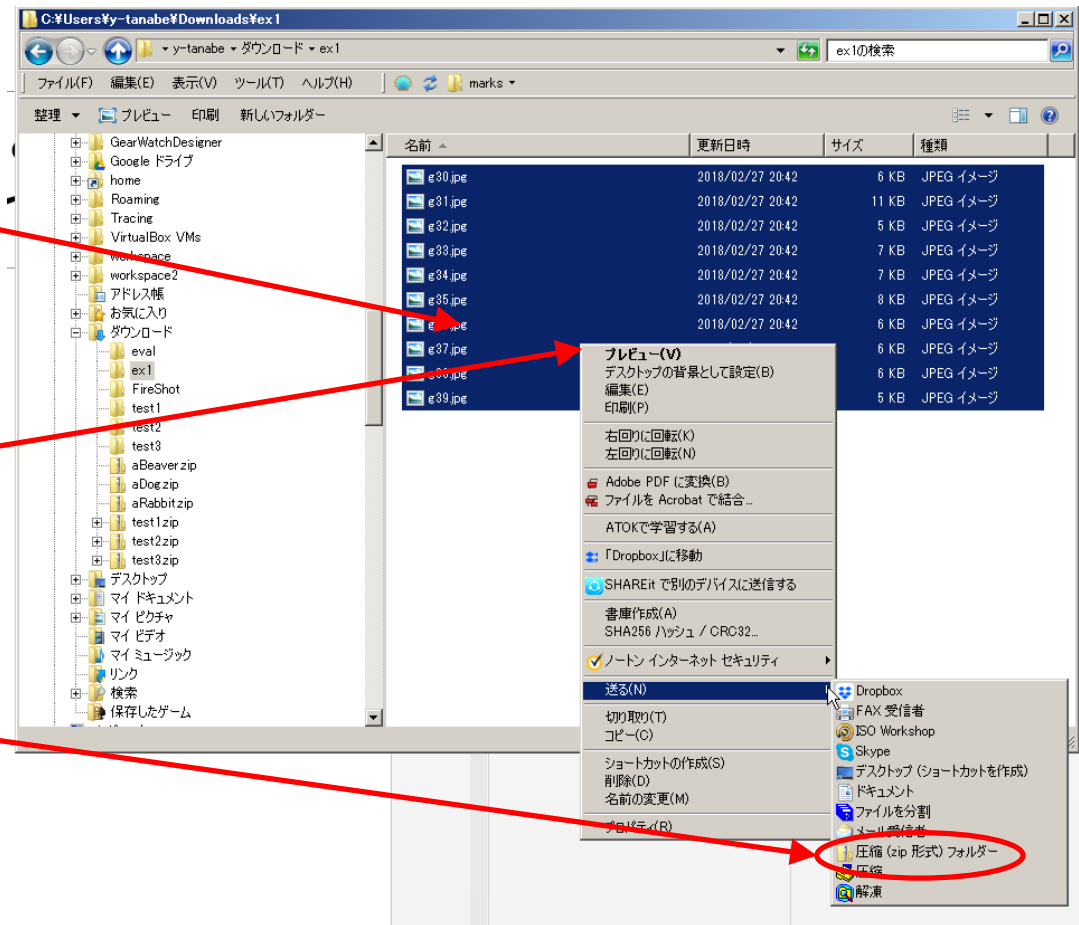 C:¥Users¥y-tanabe¥Downloads¥ex1
y-tanabe ダウンロード ex1
ex1の検索
ファイル(F) 編集(E) 表示(V) ツール(T) ヘルプ(H) marks
整理 プレビュー 印刷 新しいフォルダー
GearWatchDesigner
Google ドライブ
home
Roaming
Tracing
VirtualBox VMs
workspace
workspace2
アドレス帳
お気に入り
ダウンロード
eval
ex1
FireShot
test1
test2
test3
aBeaver.zip
aDog.zip
aRabbit.zip
test1.zip
test2.zip
test3.zip
デスクトップ
マイ ドキュメント
マイ ピクチャ
マイ ビデオ
マイ ミュージック
リンク
検索
保存したゲーム
名前 更新日時 サイズ 種類
g30.jpg 2018/02/27 20:42 6 KB JPEG イメージ
g31.jpg 2018/02/27 20:42 11 KB JPEG イメージ
g32.jpg 2018/02/27 20:42 5 KB JPEG イメージ
g33.jpg 2018/02/27 20:42 7 KB JPEG イメージ
g34.jpg 2018/02/27 20:42 7 KB JPEG イメージ
g35.jpg 2018/02/27 20:42 8 KB JPEG イメージ
2018/02/27 20:42 6 KB JPEG イメージ
g37.jpg 6 KB JPEG イメージ
6 KB JPEG イメージ
g39.jpg 5 KB JPEG イメージ
プレビュー(V)
デスクトップの背景として設定(B)
編集(E)
印刷(P)
右回りに回転(K)
左回りに回転(N)
Adobe PDF に変換(B)
ファイルを Acrobat で結合...
ATOKで学習する(A)
「Dropbox」に移動
SHAREit で別のデバイスに送信する
書庫作成(A)
SHA256 ハッシュ / CRC32...
ノートン インターネット セキュリティ
送る(N)
切り取り(T)
コピー(C)
ショートカットの作成(S)
削除(D)
名前の変更(M)
プロパティ(R)
Dropbox
FAX 受信者
ISO Workshop
Skype
デスクトップ (ショートカットを作成)
ドキュメント
ファイルを分割
メール受信者
圧縮 (zip 形式) フォルダー
圧縮
解凍